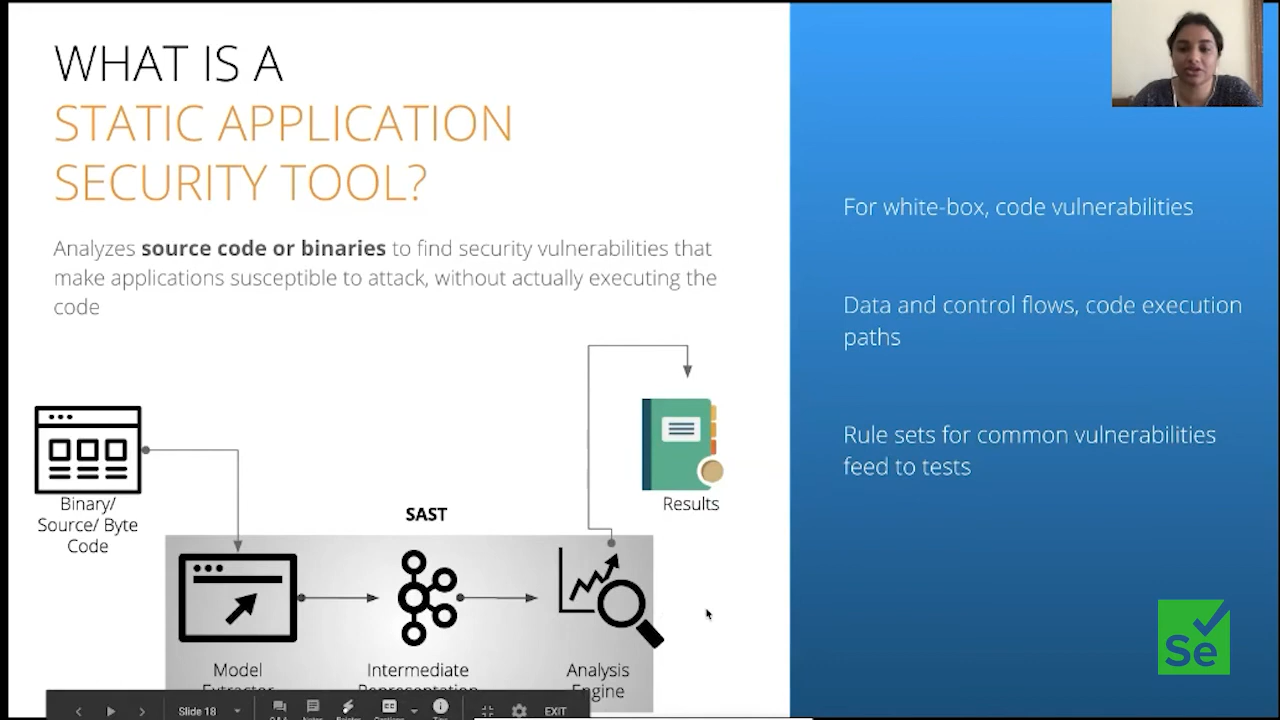 WHAT IS A
STATIC APPLICATION
SECURITY TOOL?
Analyzes source code or binaries to find security vulnerabilities that
make applications susceptible to attack, without actually executing the
code
Binary/
Source/ Byte
Code
SAST
Results
Model
Extractor
Intermediate
Representation
Analysis
Engine
For white-box, code vulnerabilities
Data and control flows, code execution
paths
Rule sets for common vulnerabilities
feed to tests
Se
Slide 18
EXIT